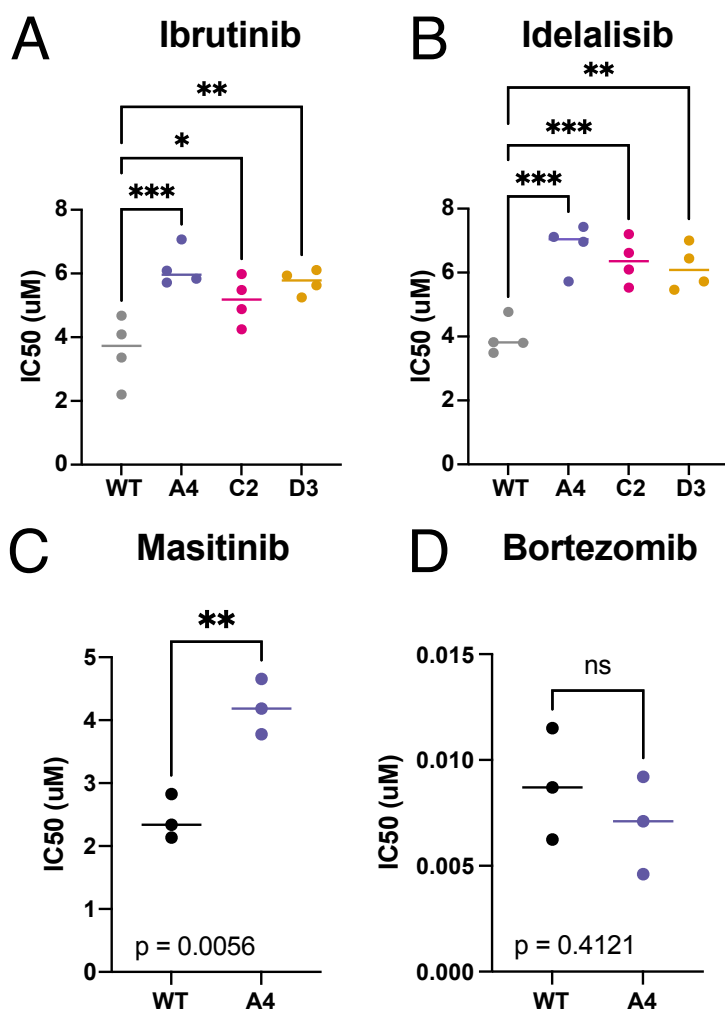 A
Ibrutinib
**
*
***
IC50 (uM)
8
6
4
2
0
WT A4 C2 D3
B
Idelalisib
**
***
***
IC50 (uM)
8
6
4
2
0
WT A4 C2 D3
C
Masitinib
**
IC50 (uM)
5
4
3
2
1
0
p = 0.0056
WT A4
D
Bortezomib
ns
IC50 (uM)
0.015
0.010
0.005
0.000
p = 0.4121
WT A4